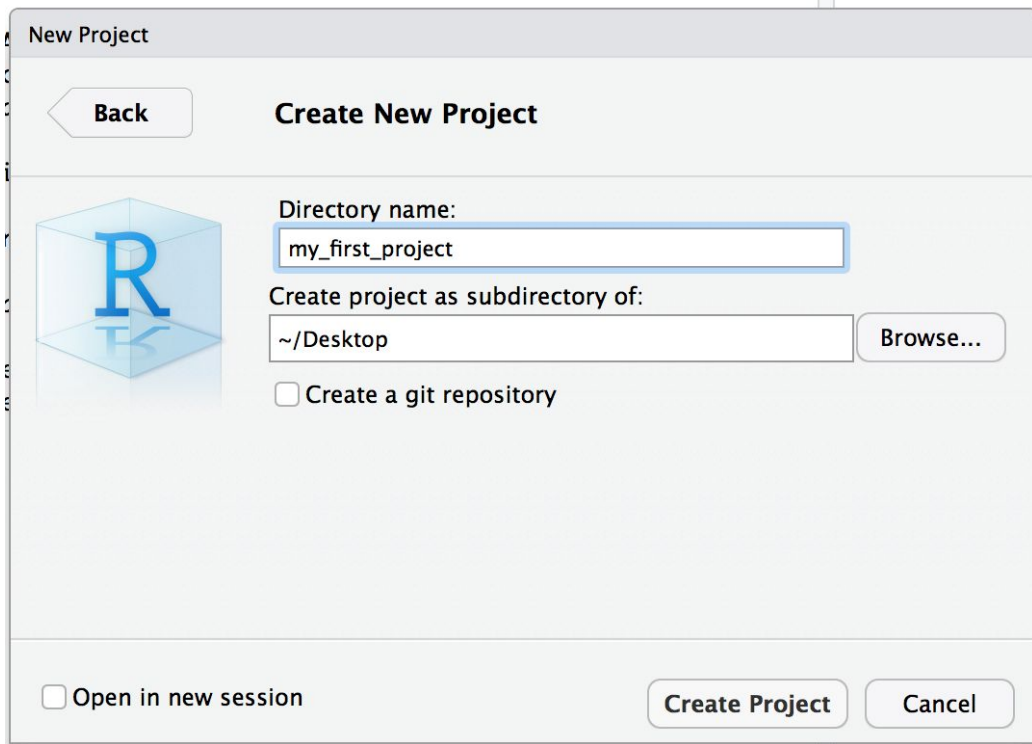 New Project
Back
Create New Project
R
Directory name:
my_first_project
Create project as subdirectory of:
~/Desktop
Browse...
Create a git repository
Open in new session
Create Project
Cancel